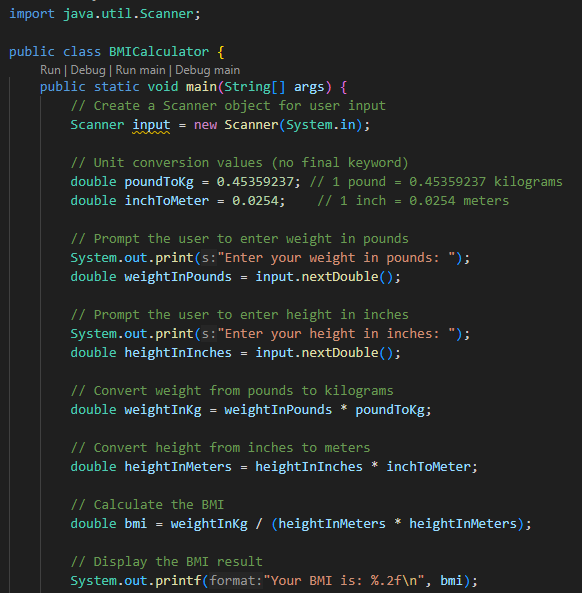 import java.util.Scanner;
public class BMICalculator {
Run | Debug | Run main | Debug main
public static void main(String[] args) {
// Create a Scanner object for user input
Scanner input = new Scanner(System.in);
// Unit conversion values (no final keyword)
double poundToKg = 0.45359237; // 1 pound = 0.45359237 kilograms
double inchToMeter = 0.0254;    // 1 inch = 0.0254 meters
// Prompt the user to enter weight in pounds
System.out.print(s:"Enter your weight in pounds: ");
double weightInPounds = input.nextDouble();
// Prompt the user to enter height in inches
System.out.print(s:"Enter your height in inches: ");
double heightInInches = input.nextDouble();
// Convert weight from pounds to kilograms
double weightInKg = weightInPounds * poundToKg;
// Convert height from inches to meters
double heightInMeters = heightInInches * inchToMeter;
// Calculate the BMI
double bmi = weightInKg / (heightInMeters * heightInMeters);
// Display the BMI result
System.out.printf(format:"Your BMI is: %.2f\n", bmi);